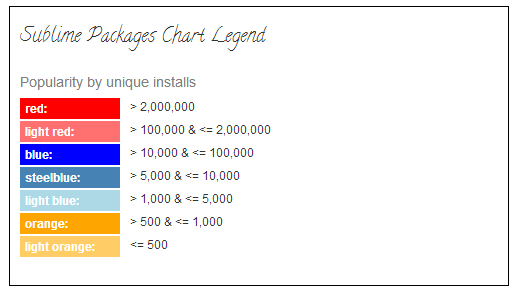 Sublime Packages Chart Legend
Popularity by unique installs
red: > 2,000,000
light red: > 100,000 & <= 2,000,000
blue: > 10,000 & <= 100,000
steelblue: > 5,000 & <= 10,000
light blue: > 1,000 & <= 5,000
orange: > 500 & <= 1,000
light orange: <= 500